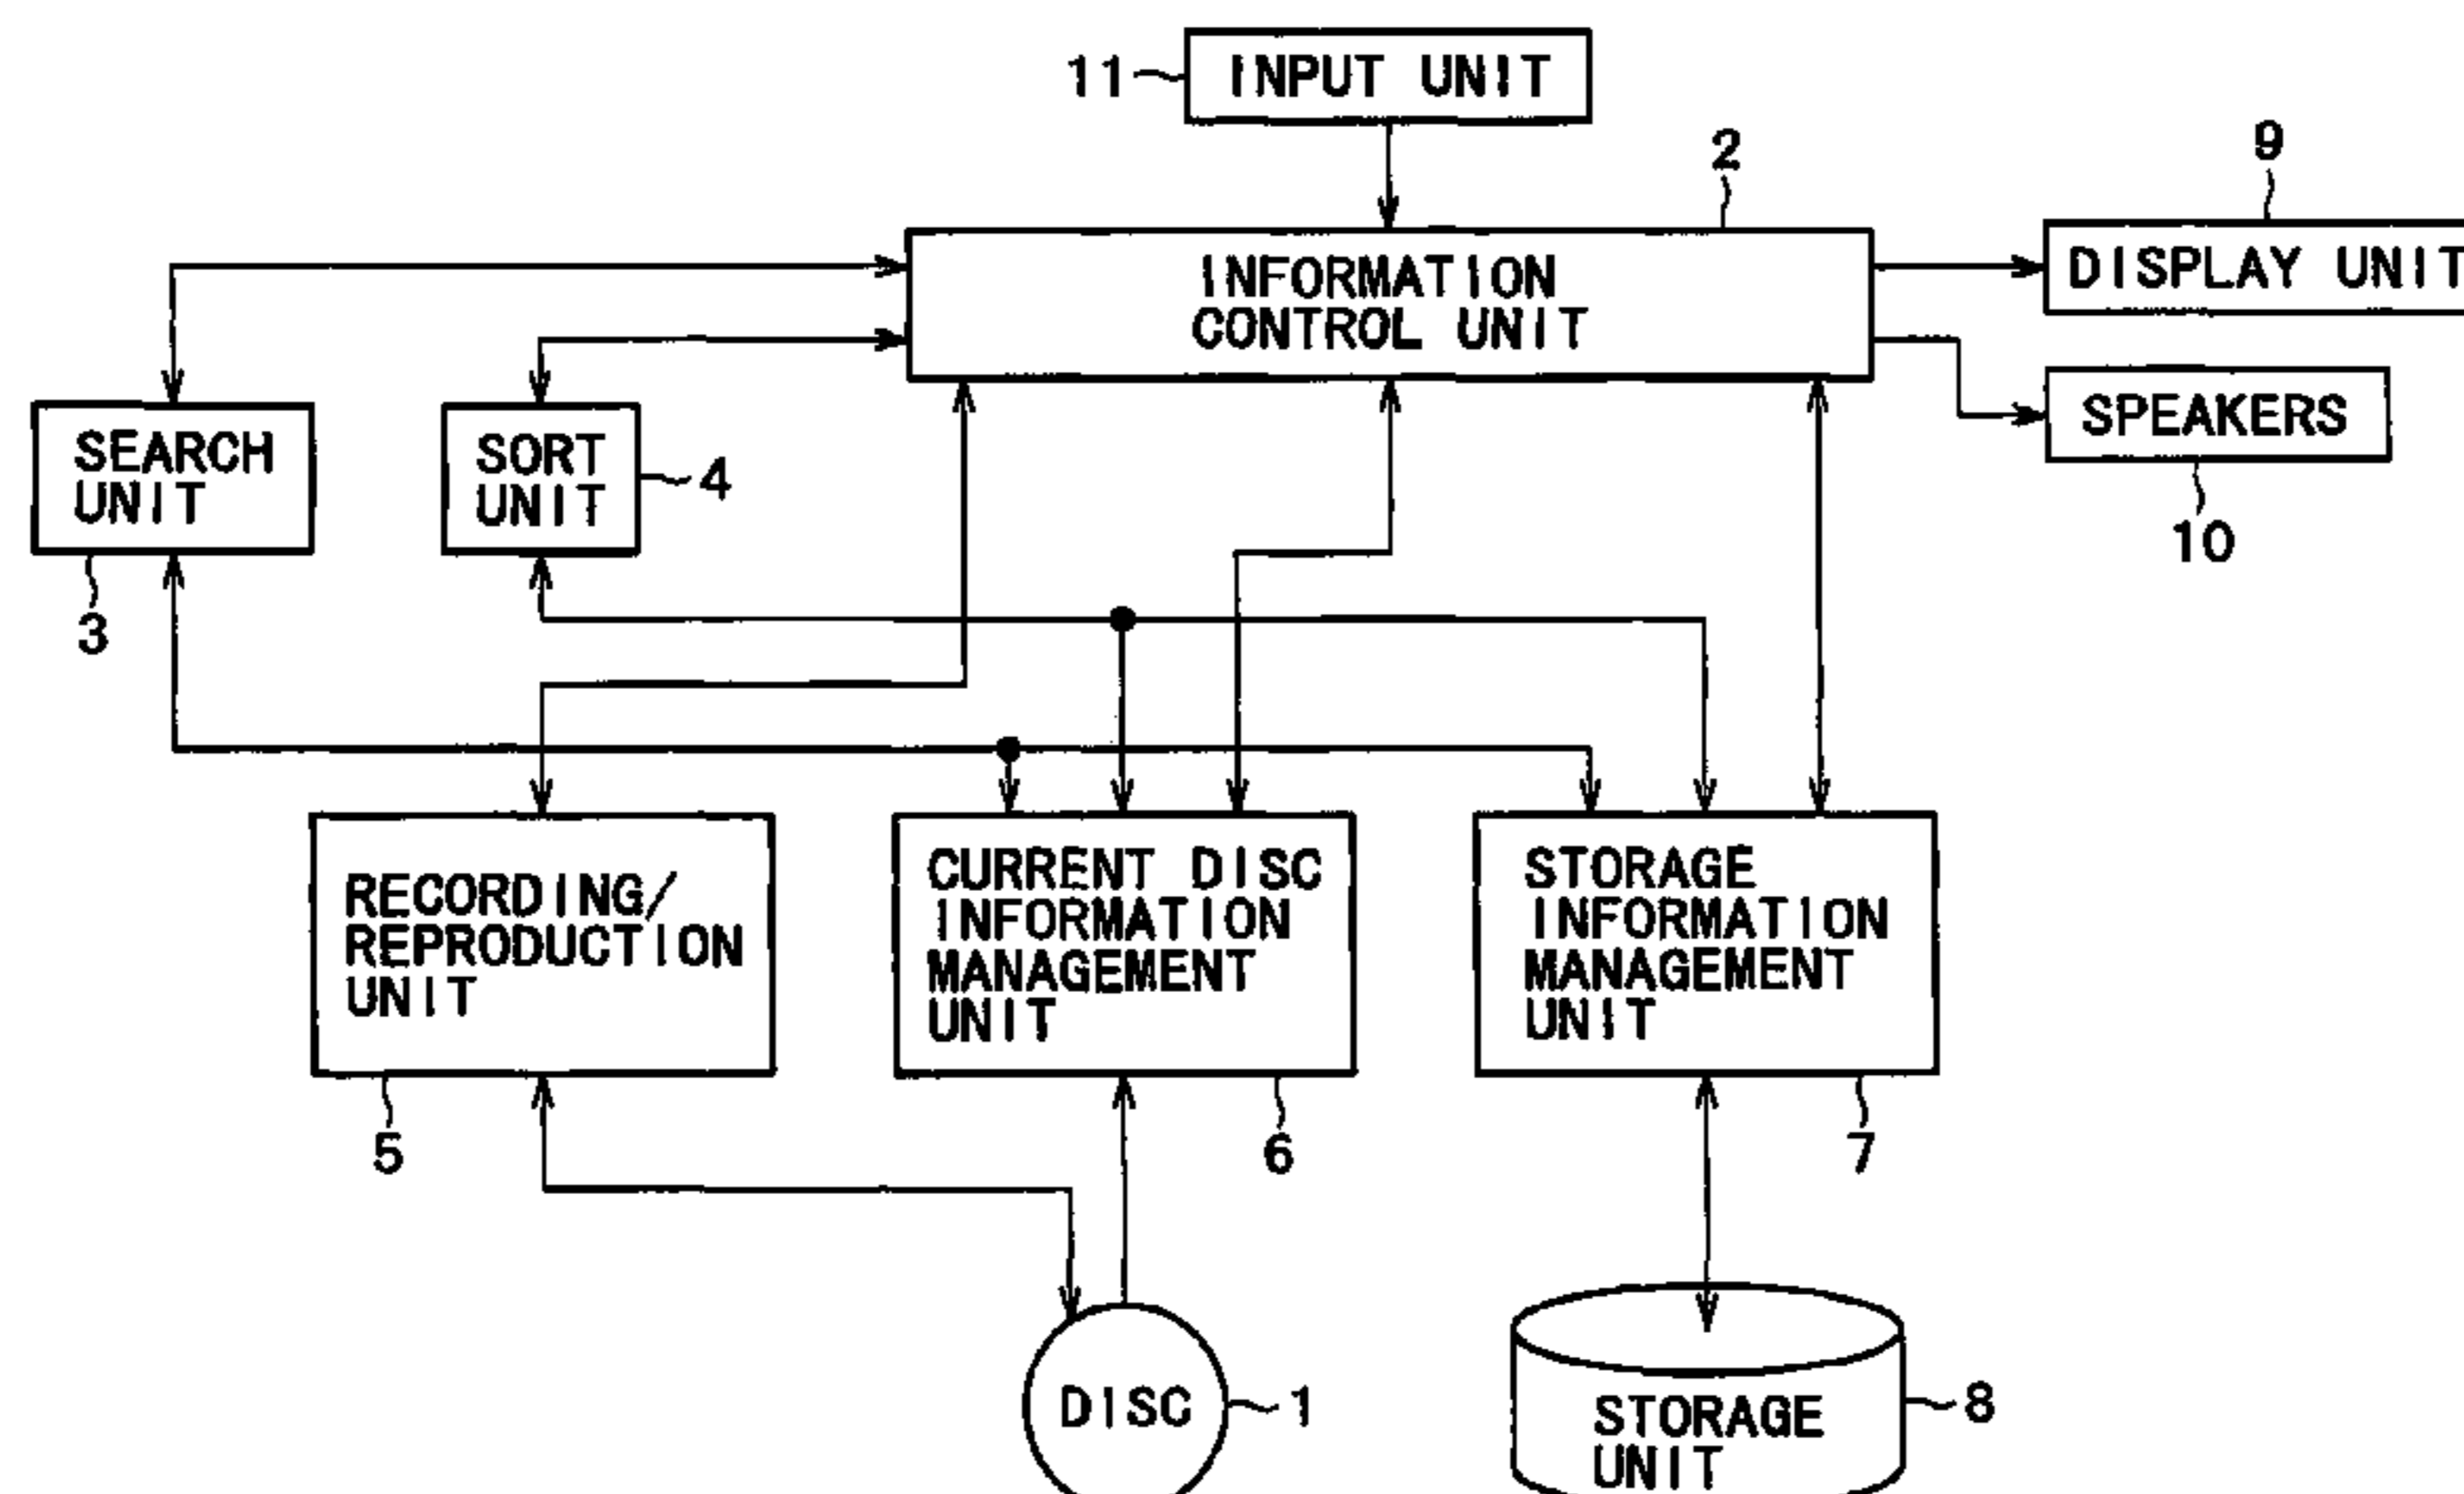 11
INPUT UNIT
2
9
INFORMATION
CONTROL UNIT
DISPLAY UNIT
SPEAKERS
10
SEARCH
UNIT
3
SORT
UNIT
4
RECORDING/
REPRODUCTION
UNIT
5
CURRENT DISC
INFORMATION
MANAGEMENT
UNIT
6
STORAGE
INFORMATION
MANAGEMENT
UNIT
7
DISC
1
STORAGE
UNIT
8